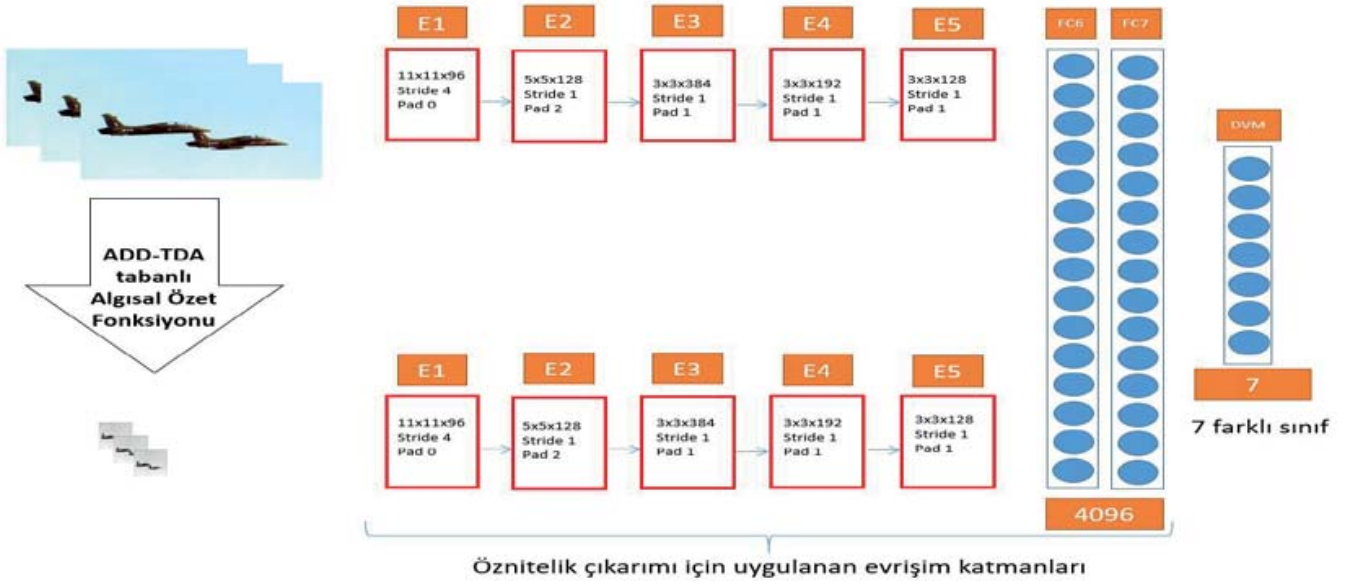 E1
E2
E3
E4
E5
FC6
FC7
11x11x96
Stride 4
Pad 0
5x5x128
Stride 1
Pad 2
3x3x384
Stride 1
Pad 1
3x3x192
Stride 1
Pad 1
3x3x128
Stride 1
Pad 1
DVM
ADD-TDA
tabanlı
Algısal Özet
Fonksiyonu
E1
E2
E3
E4
E5
11x11x96
Stride 4
Pad 0
5x5x128
Stride 1
Pad 2
3x3x384
Stride 1
Pad 1
3x3x192
Stride 1
Pad 1
3x3x128
Stride 1
Pad 1
7
7 farklı sınıf
4096
Öznitelik çıkarımı için uygulanan evrişim katmanları